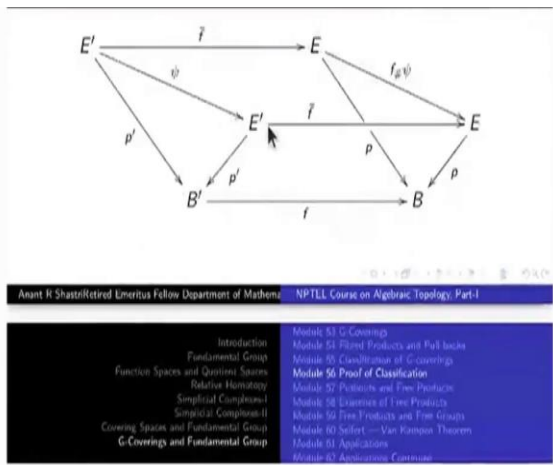 E′ f̃ E
ψ f_#ψ
E′ f̃ E
p′ p′ p p
B′ f B
Anant R Shastri Retired Emeritus Fellow Department of Mathema
NPTEL Course on Algebraic Topology, Part-I
Introduction
Fundamental Group
Function Spaces and Quotient Spaces
Relative Homotopy
Simplicial Complexes-I
Simplicial Complexes-II
Covering Spaces and Fundamental Group
G-Coverings and Fundamental Group
Module 53 G-Coverings
Module 54 Fibred Products and Pull backs
Module 55 Classification of G-coverings
Module 56 Proof of Classification
Module 57 Pushouts and Free Products
Module 58 Existence of Free Products
Module 59 Free Products and Free Groups
Module 60 Seifert — Van Kampen Theorem
Module 61 Applications
Module 62 Applications Continued